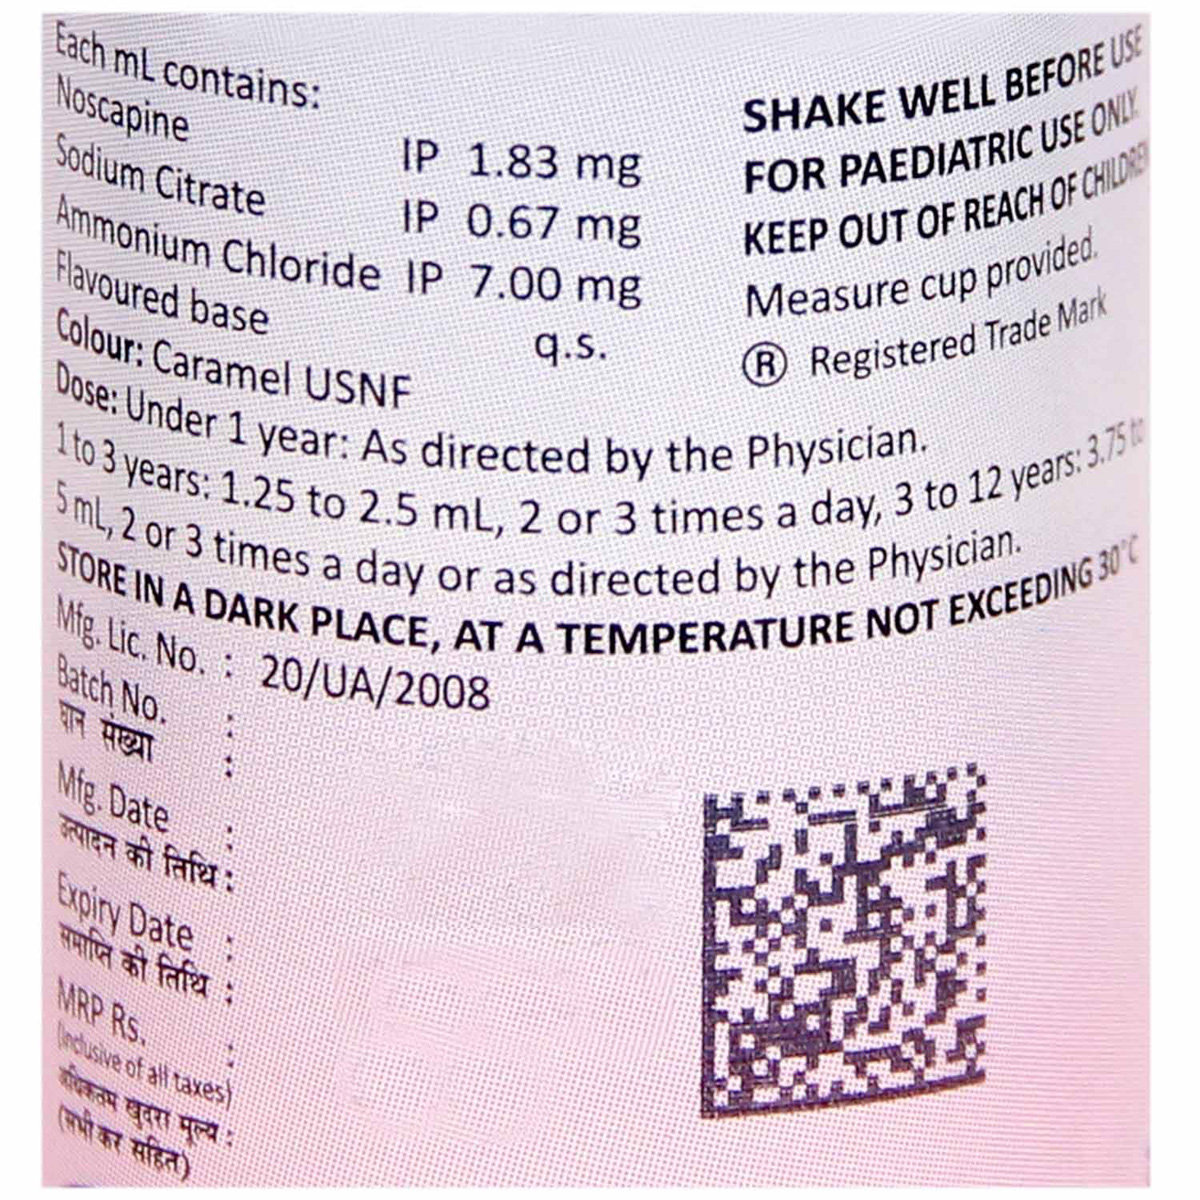 Each mL contains:
Noscapine IP 1.83 mg
Sodium Citrate IP 0.67 mg
Ammonium Chloride IP 7.00 mg
Flavoured base q.s.
Colour: Caramel USNF
Dose: Under 1 year: As directed by the Physician.
1 to 3 years: 1.25 to 2.5 mL, 2 or 3 times a day, 3 to 12 years: 3.75 to
5 mL, 2 or 3 times a day or as directed by the Physician.
STORE IN A DARK PLACE, AT A TEMPERATURE NOT EXCEEDING 30°C
Mfg. Lic. No. : 20/UA/2008
Batch No. :
घान संख्या :
Mfg. Date :
उत्पादन की तिथि :
Expiry Date :
समाप्ति की तिथि :
MRP Rs. :
(inclusive of all taxes)
अधिकतम खुदरा मूल्य :
(सभी कर सहित)
SHAKE WELL BEFORE USE
FOR PAEDIATRIC USE ONLY.
KEEP OUT OF REACH OF CHILDREN
Measure cup provided.
® Registered Trade Mark